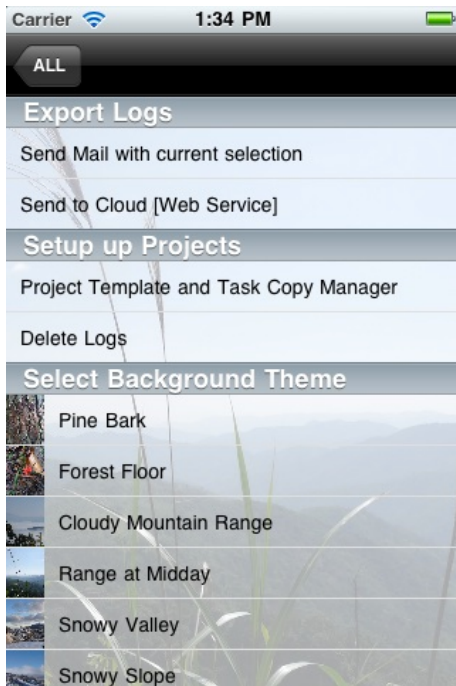 Carrier 1:34 PM
ALL
Export Logs
Send Mail with current selection
Send to Cloud [Web Service]
Setup up Projects
Project Template and Task Copy Manager
Delete Logs
Select Background Theme
Pine Bark
Forest Floor
Cloudy Mountain Range
Range at Midday
Snowy Valley
Snowy Slope